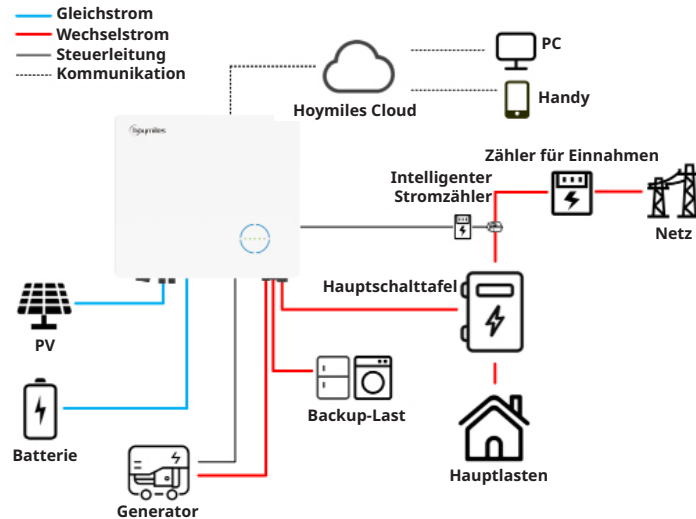 Gleichstrom
Wechselstrom
Steuerleitung
Kommunikation
PC
Hoymiles Cloud
Handy
hoymiles
Zähler für Einnahmen
Intelligenter
Stromzähler
Netz
Hauptschalttafel
PV
Backup-Last
Batterie
Hauptlasten
Generator